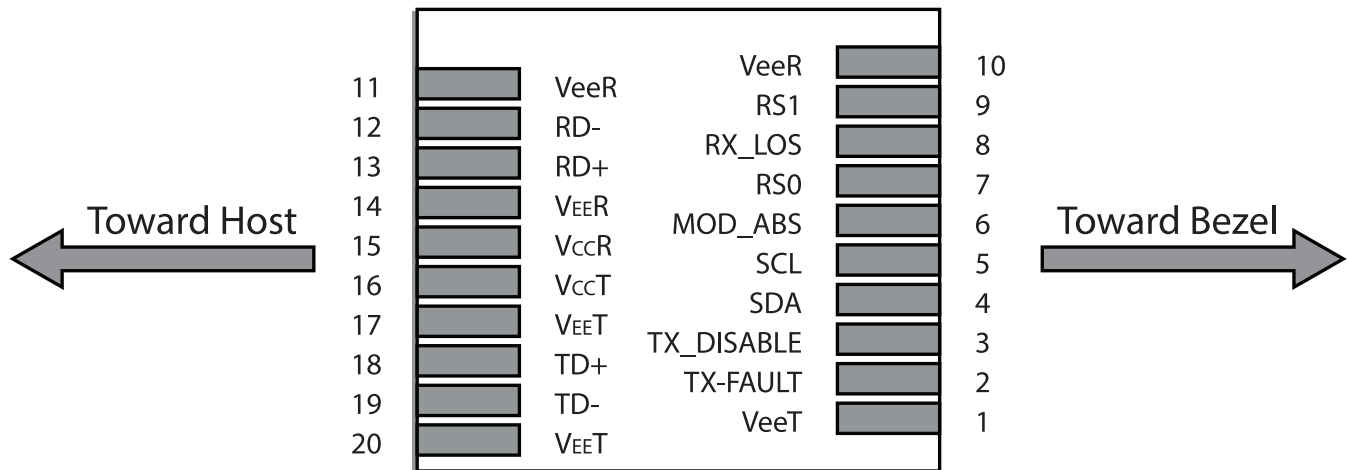 VeeR 10
11 VeeR
RS1 9
12 RD-
RX_LOS 8
13 RD+
RS0 7
14 VEER
MOD_ABS 6
15 VCCR
SCL 5
16 VCCT
SDA 4
17 VEET
TX_DISABLE 3
18 TD+
TX-FAULT 2
19 TD-
VeeT 1
20 VEET
Toward Host
Toward Bezel